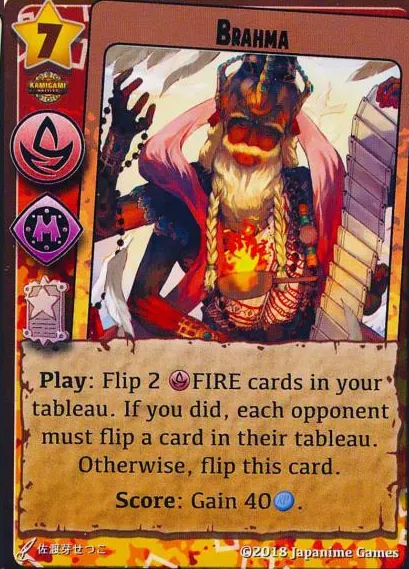 7
BRAHMA
KAMIGAMI
BATTLES
M
Play: Flip 2 FIRE cards in your
tableau. If you did, each opponent
must flip a card in their tableau.
Otherwise, flip this card.
Score: Gain 40.
佐渡芽せつこ
©2018 Japanime Games